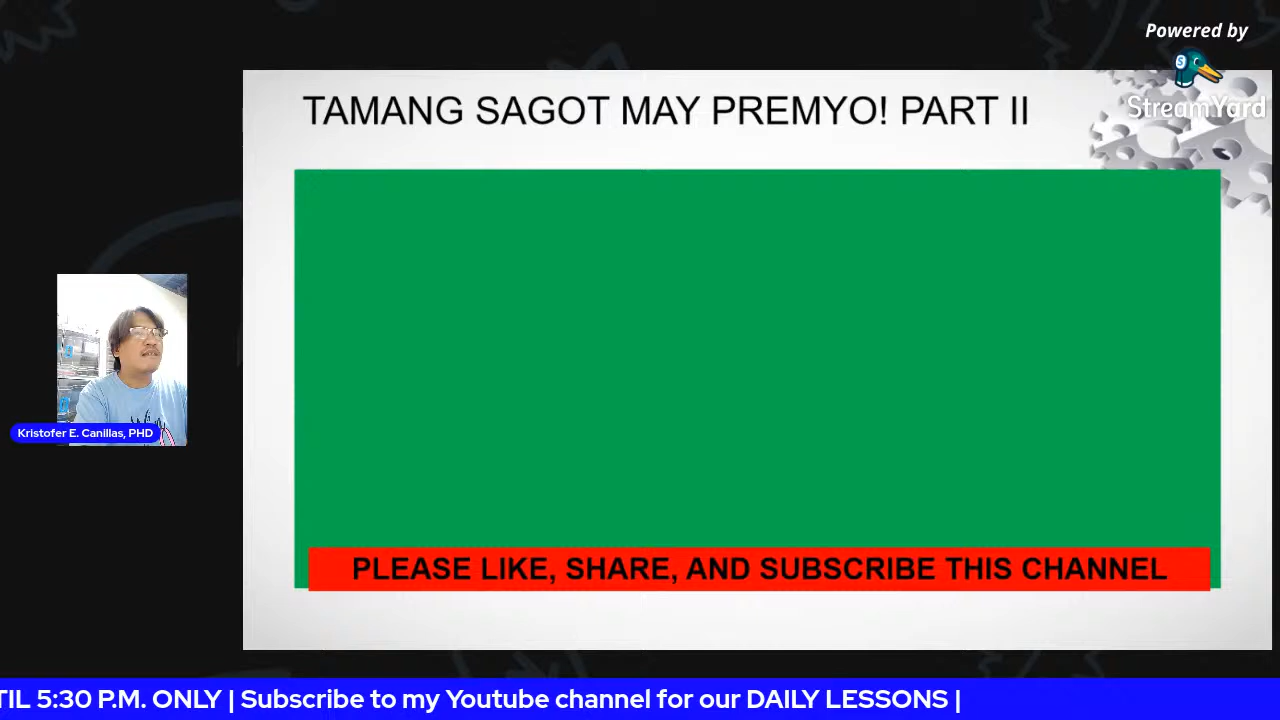 Powered by
StreamYard
TAMANG SAGOT MAY PREMYO! PART II
Kristofer E. Canillas, PHD
PLEASE LIKE, SHARE, AND SUBSCRIBE THIS CHANNEL
TIL 5:30 P.M. ONLY | Subscribe to my Youtube channel for our DAILY LESSONS |